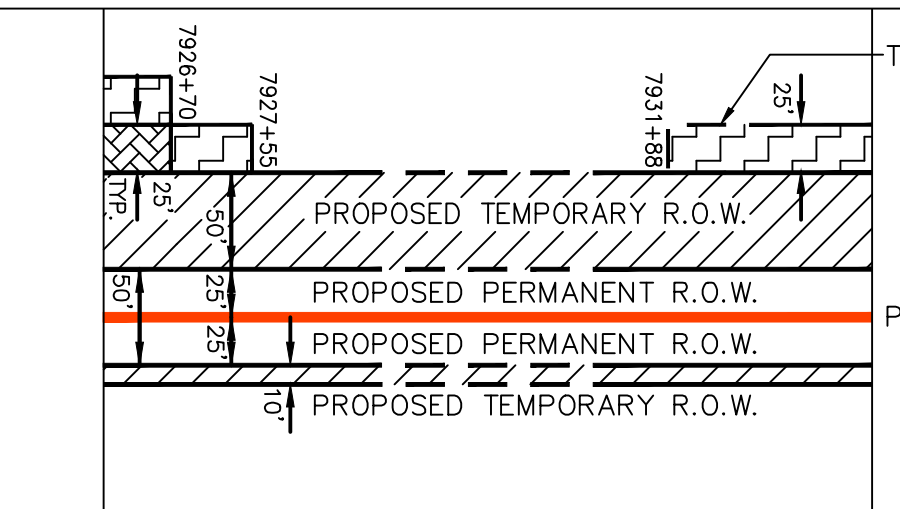 7926+70
7927+55
7931+88
25'
T
25'
TYP.
50'
PROPOSED TEMPORARY R.O.W.
50'
25'
PROPOSED PERMANENT R.O.W.
P
25'
PROPOSED PERMANENT R.O.W.
10'
PROPOSED TEMPORARY R.O.W.